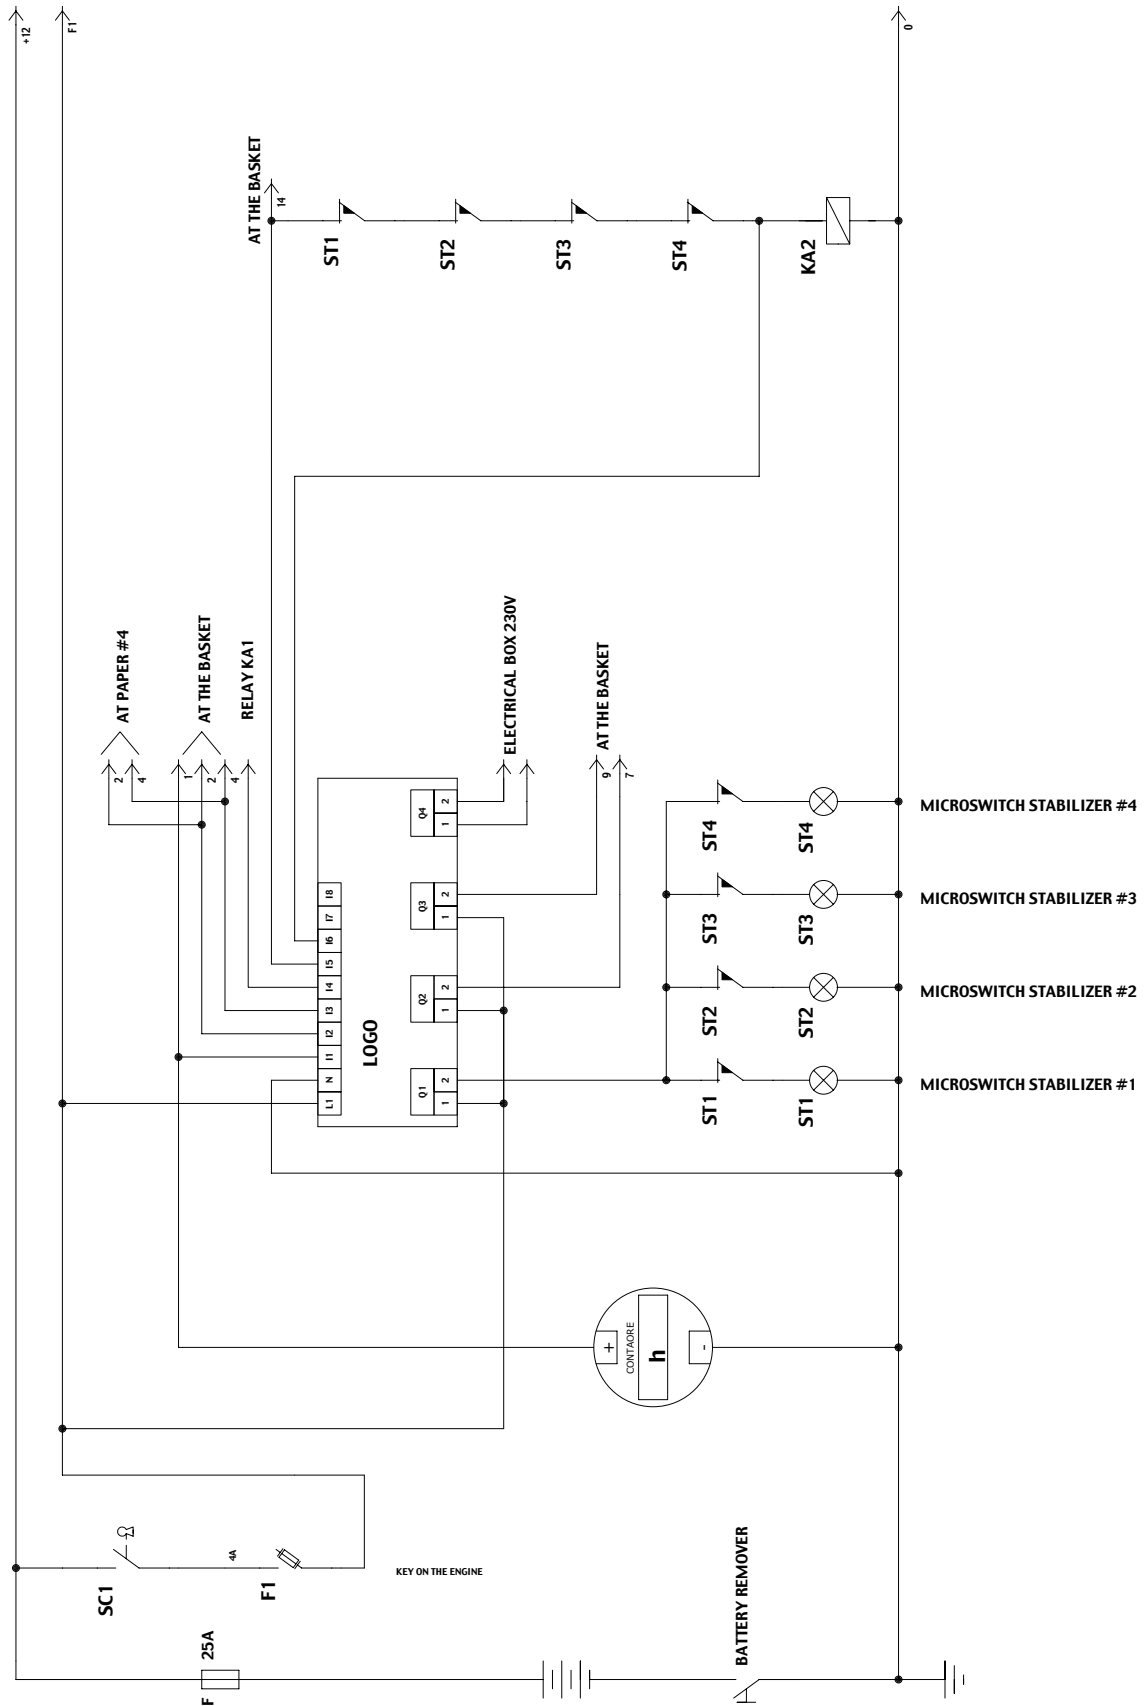 +12
F1
0
AT THE BASKET
14
ST1
ST2
ST3
ST4
KA2
AT PAPER #4
2
4
AT THE BASKET
1
2
4
RELAY KA1
ELECTRICAL BOX 230V
AT THE BASKET
9
7
LOGO
L1 N I1 I2 I3 I4 I5 I6 I7 I8
Q1 1 2
Q2 1 2
Q3 1 2
Q4 1 2
ST4
ST4
MICROSWITCH STABILIZER #4
ST3
ST3
MICROSWITCH STABILIZER #3
ST2
ST2
MICROSWITCH STABILIZER #2
ST1
ST1
MICROSWITCH STABILIZER #1
+
CONTAORE
h
-
SC1
4A
F1
KEY ON THE ENGINE
F 25A
BATTERY REMOVER